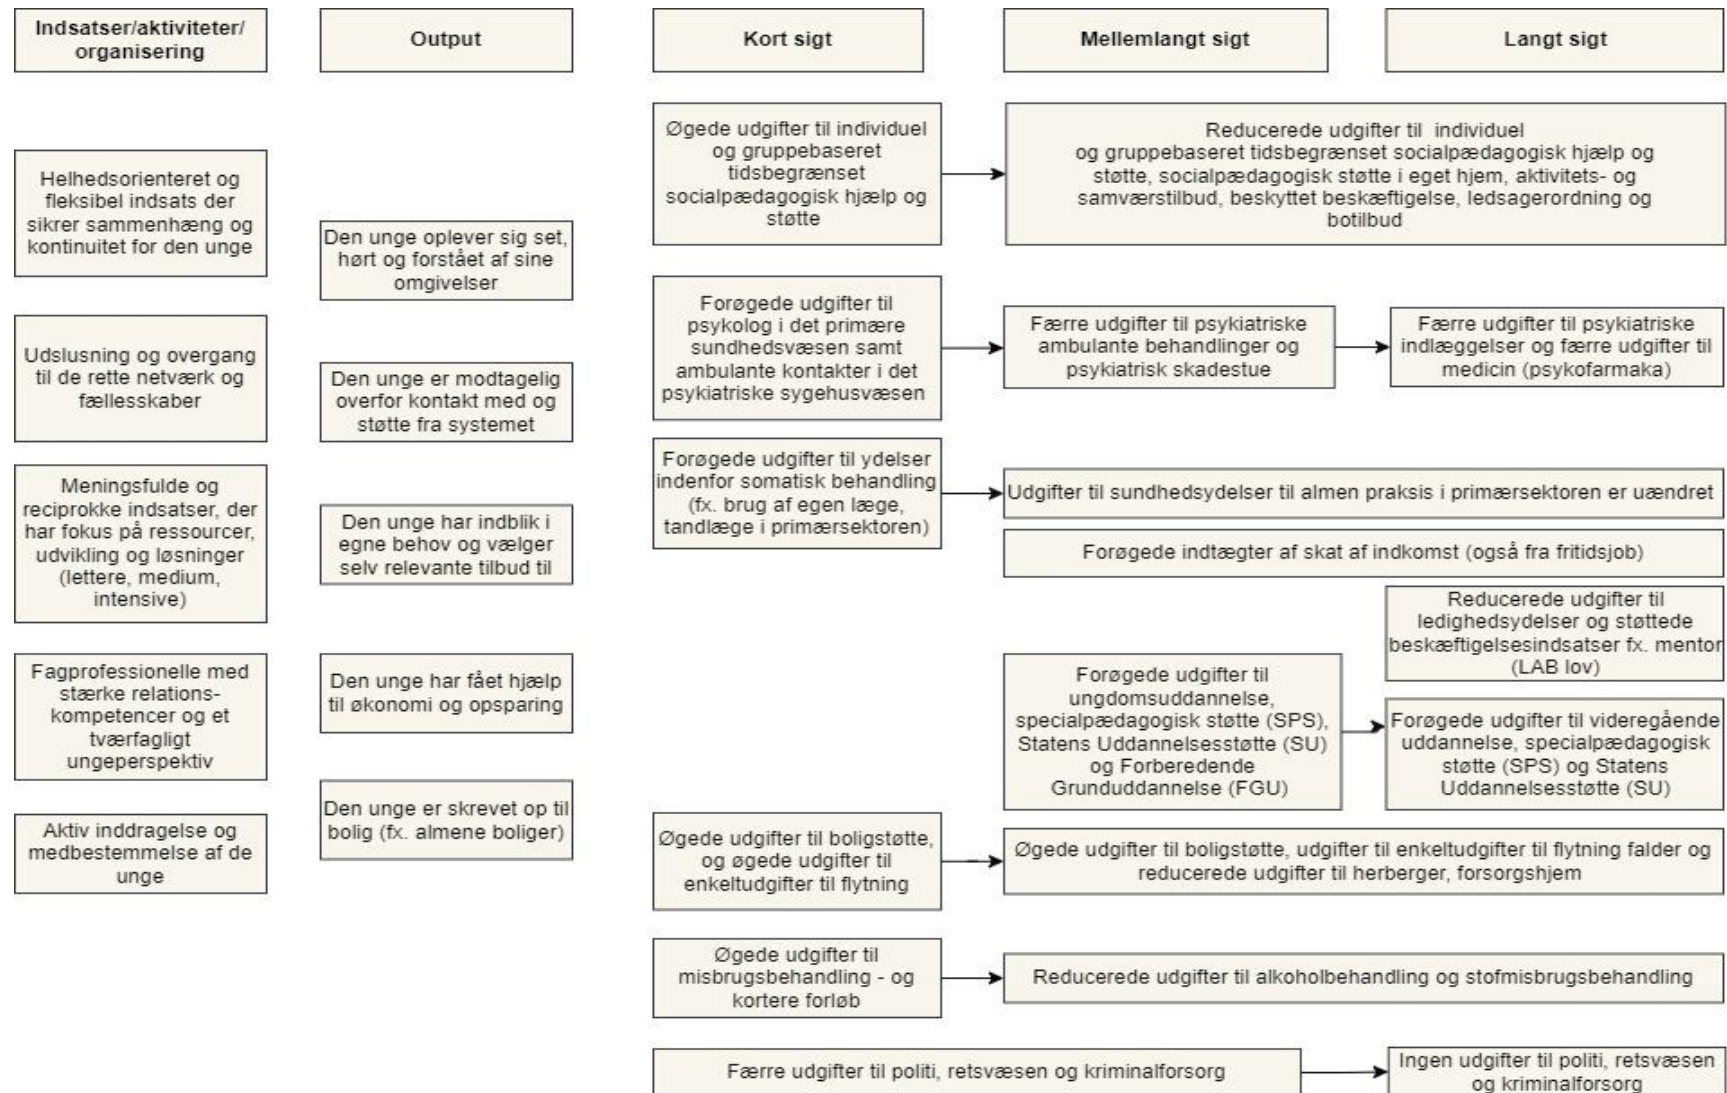 Indsatser/aktiviteter/
organisering
Output
Kort sigt
Mellemlangt sigt
Langt sigt
Helhedsorienteret og
fleksibel indsats der
sikrer sammenhæng og
kontinuitet for den unge
Udslusning og overgang
til de rette netværk og
fællesskaber
Meningsfulde og
reciprokke indsatser, der
har fokus på ressourcer,
udvikling og løsninger
(lettere, medium,
intensive)
Fagprofessionelle med
stærke relations-
kompetencer og et
tværfagligt
ungeperspektiv
Aktiv inddragelse og
medbestemmelse af de
unge
Den unge oplever sig set,
hørt og forstået af sine
omgivelser
Den unge er modtagelig
overfor kontakt med og
støtte fra systemet
Den unge har indblik i
egne behov og vælger
selv relevante tilbud til
Den unge har fået hjælp
til økonomi og opsparing
Den unge er skrevet op til
bolig (fx. almene boliger)
Øgede udgifter til individuel
og gruppebaseret
tidsbegrænset
socialpædagogisk hjælp og
støtte
Reducerede udgifter til individuel
og gruppebaseret tidsbegrænset socialpædagogisk hjælp og
støtte, socialpædagogisk støtte i eget hjem, aktivitets- og
samværstilbud, beskyttet beskæftigelse, ledsagerordning og
botilbud
Forøgede udgifter til
psykolog i det primære
sundhedsvæsen samt
ambulante kontakter i det
psykiatriske sygehusvæsen
Færre udgifter til psykiatriske
ambulante behandlinger og
psykiatrisk skadestue
Færre udgifter til psykiatriske
indlæggelser og færre udgifter til
medicin (psykofarmaka)
Forøgede udgifter til ydelser
indenfor somatisk behandling
(fx. brug af egen læge,
tandlæge i primærsektoren)
Udgifter til sundhedsydelser til almen praksis i primærsektoren er uændret
Forøgede indtægter af skat af indkomst (også fra fritidsjob)
Reducerede udgifter til
ledighedsydelser og støttede
beskæftigelsesindsatser fx. mentor
(LAB lov)
Forøgede udgifter til
ungdomsuddannelse,
specialpædagogisk støtte (SPS),
Statens Uddannelsesstøtte (SU)
og Forberedende
Grunduddannelse (FGU)
Forøgede udgifter til videregående
uddannelse, specialpædagogisk
støtte (SPS) og Statens
Uddannelsesstøtte (SU)
Øgede udgifter til boligstøtte,
og øgede udgifter til
enkeltudgifter til flytning
Øgede udgifter til boligstøtte, udgifter til enkeltudgifter til flytning falder og
reducerede udgifter til herberger, forsorgshjem
Øgede udgifter til
misbrugsbehandling - og
kortere forløb
Reducerede udgifter til alkoholbehandling og stofmisbrugsbehandling
Færre udgifter til politi, retsvæsen og kriminalforsorg
Ingen udgifter til politi, retsvæsen
og kriminalforsorg